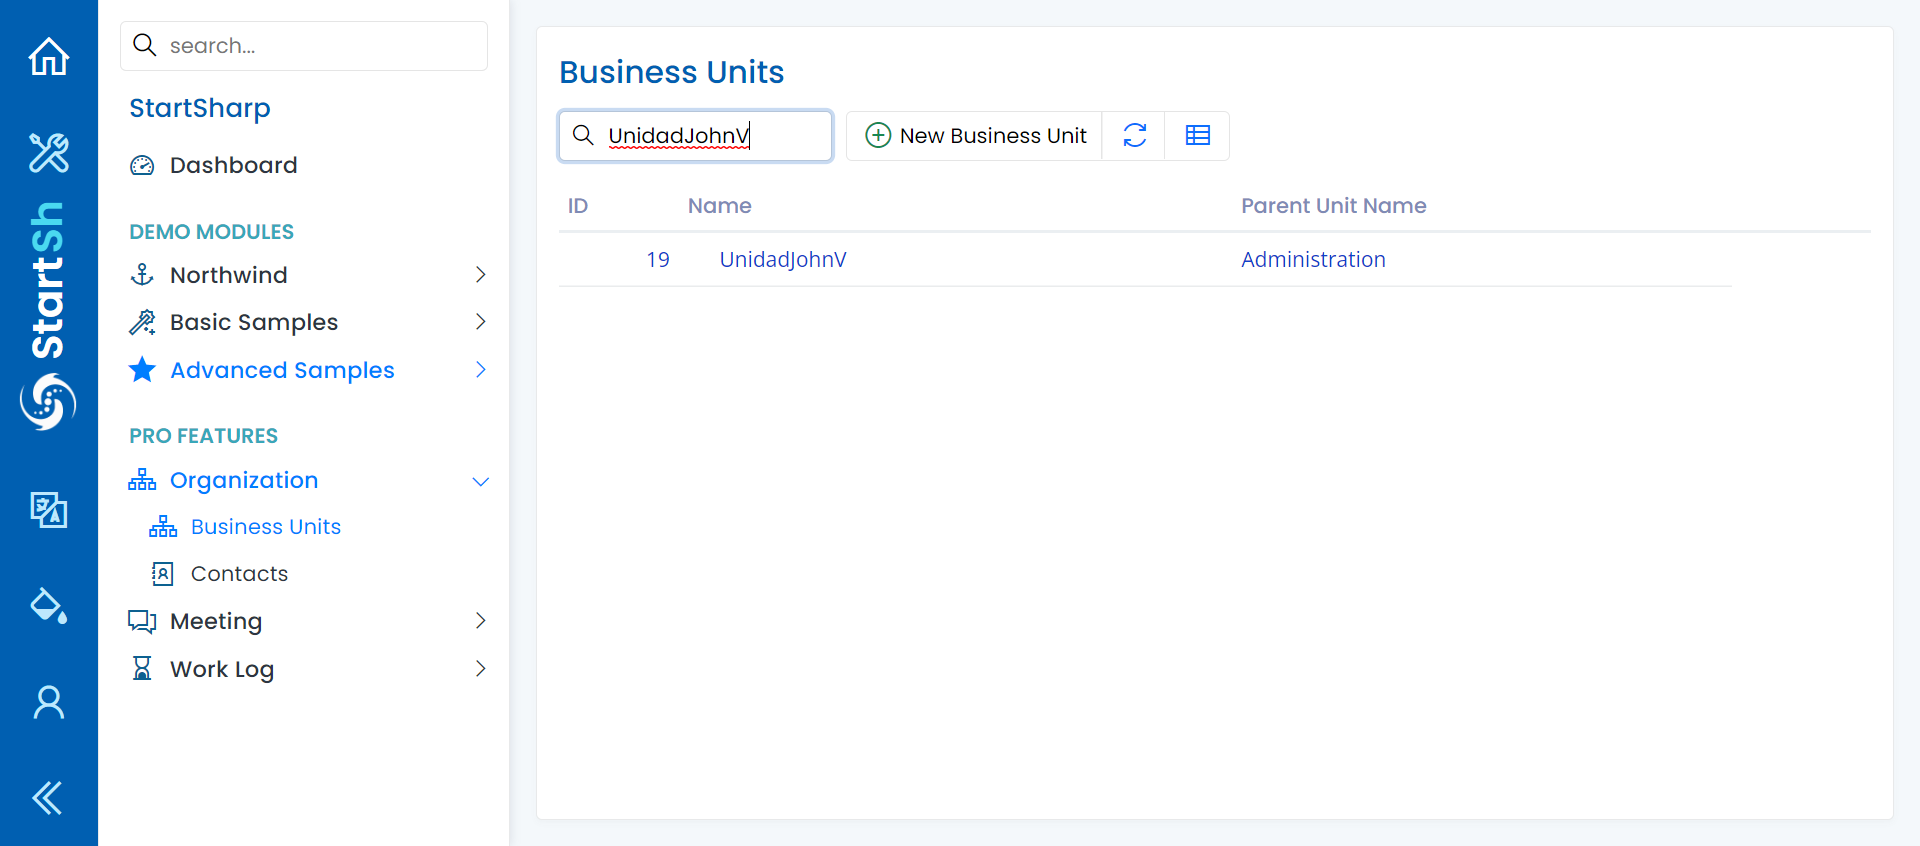 StartSh
search...
StartSharp
Dashboard
DEMO MODULES
Northwind
Basic Samples
Advanced Samples
PRO FEATURES
Organization
Business Units
Contacts
Meeting
Work Log
Business Units
UnidadJohnV
New Business Unit
ID Name Parent Unit Name
19 UnidadJohnV Administration